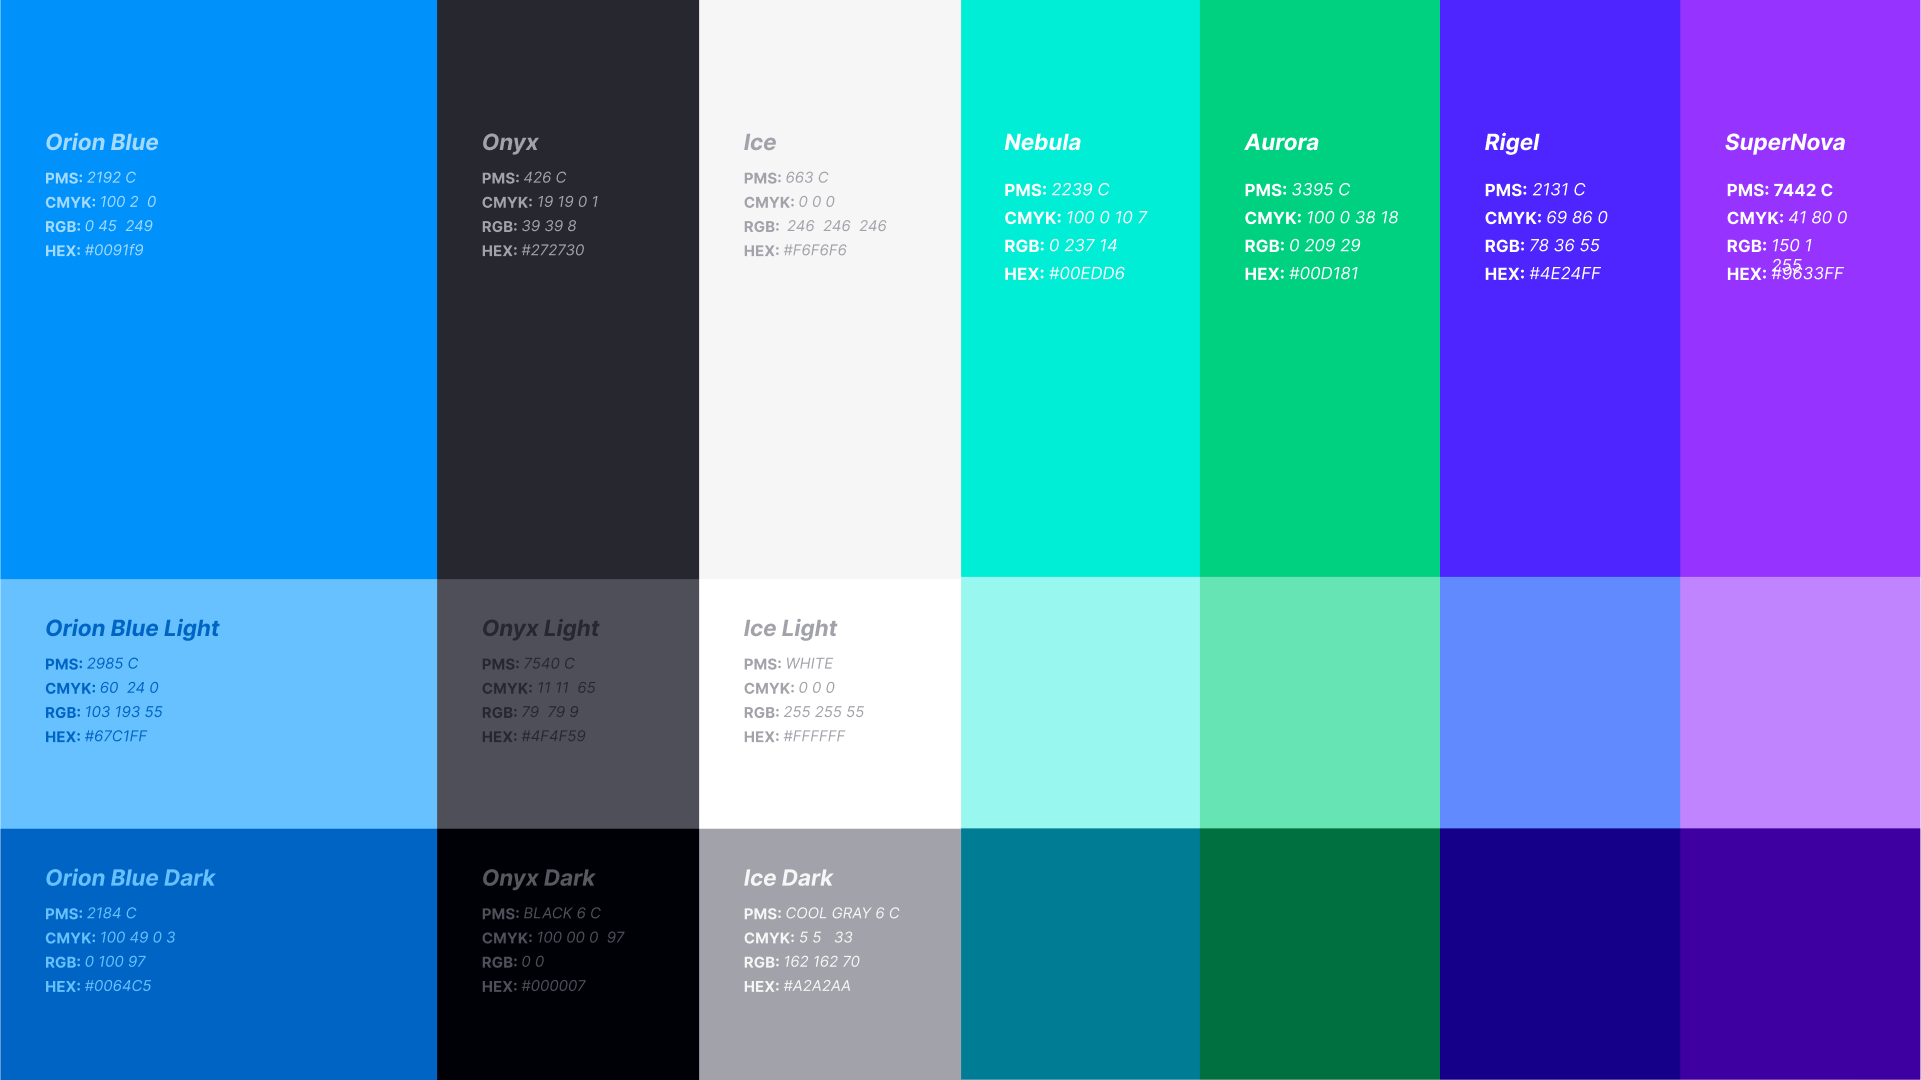 Orion Blue
PMS: 2192 C
CMYK: 100 2  0
RGB: 0 45  249
HEX: #0091f9
Onyx
PMS: 426 C
CMYK: 19 19 0 1
RGB: 39 39 8
HEX: #272730
Ice
PMS: 663 C
CMYK: 0 0 0
RGB:  246  246  246
HEX: #F6F6F6
Nebula
PMS: 2239 C
CMYK: 100 0 10 7
RGB: 0 237 14
HEX: #00EDD6
Aurora
PMS: 3395 C
CMYK: 100 0 38 18
RGB: 0 209 29
HEX: #00D181
Rigel
PMS: 2131 C
CMYK: 69 86 0
RGB: 78 36 55
HEX: #4E24FF
SuperNova
PMS: 7442 C
CMYK: 41 80 0
RGB: 150 1
255
HEX: #9633FF
Orion Blue Light
PMS: 2985 C
CMYK: 60  24 0
RGB: 103 193 55
HEX: #67C1FF
Onyx Light
PMS: 7540 C
CMYK: 11 11  65
RGB: 79  79 9
HEX: #4F4F59
Ice Light
PMS: WHITE
CMYK: 0 0 0
RGB: 255 255 55
HEX: #FFFFFF
Orion Blue Dark
PMS: 2184 C
CMYK: 100 49 0 3
RGB: 0 100 97
HEX: #0064C5
Onyx Dark
PMS: BLACK 6 C
CMYK: 100 00 0  97
RGB: 0 0
HEX: #000007
Ice Dark
PMS: COOL GRAY 6 C
CMYK: 5 5   33
RGB: 162 162 70
HEX: #A2A2AA